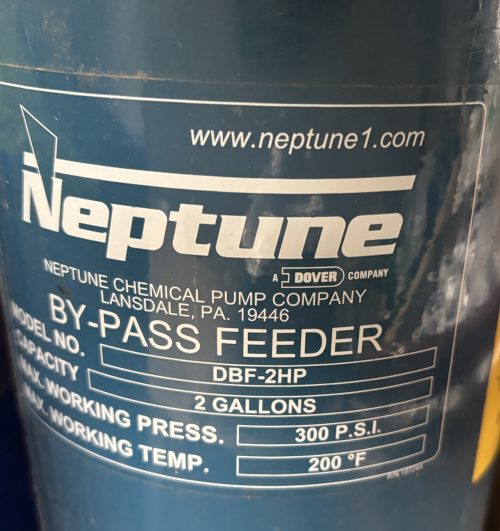 www.neptune1.com
Neptune
A DOVER COMPANY
NEPTUNE CHEMICAL PUMP COMPANY
LANSDALE, PA. 19446
BY-PASS FEEDER
MODEL NO. DBF-2HP
CAPACITY 2 GALLONS
MAX. WORKING PRESS. 300 P.S.I.
MAX. WORKING TEMP. 200 °F